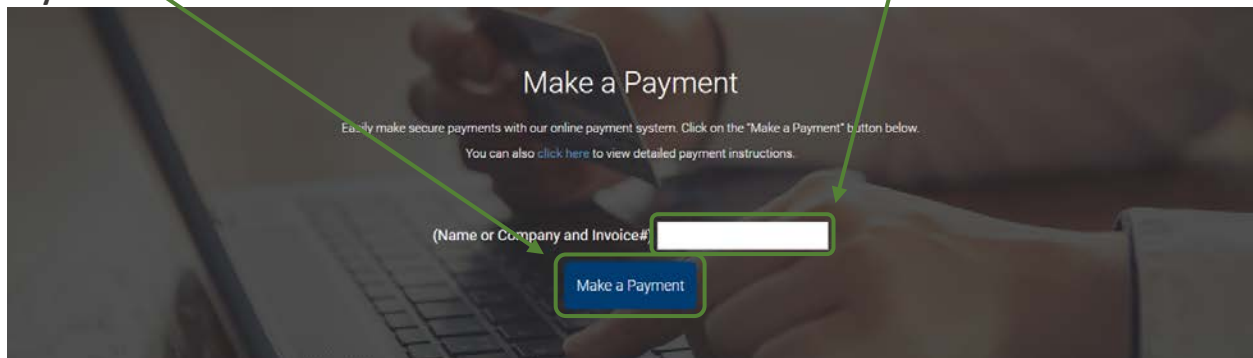 Make a Payment
Easily make secure payments with our online payment system. Click on the "Make a Payment" button below.
You can also click here to view detailed payment instructions.
(Name or Company and Invoice#)
Make a Payment